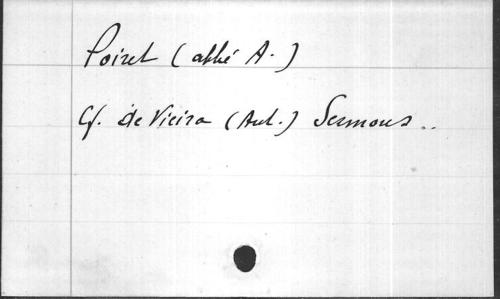 Poiret (abbé A.)
Cf. de Vieira (Ant.) Sermons..